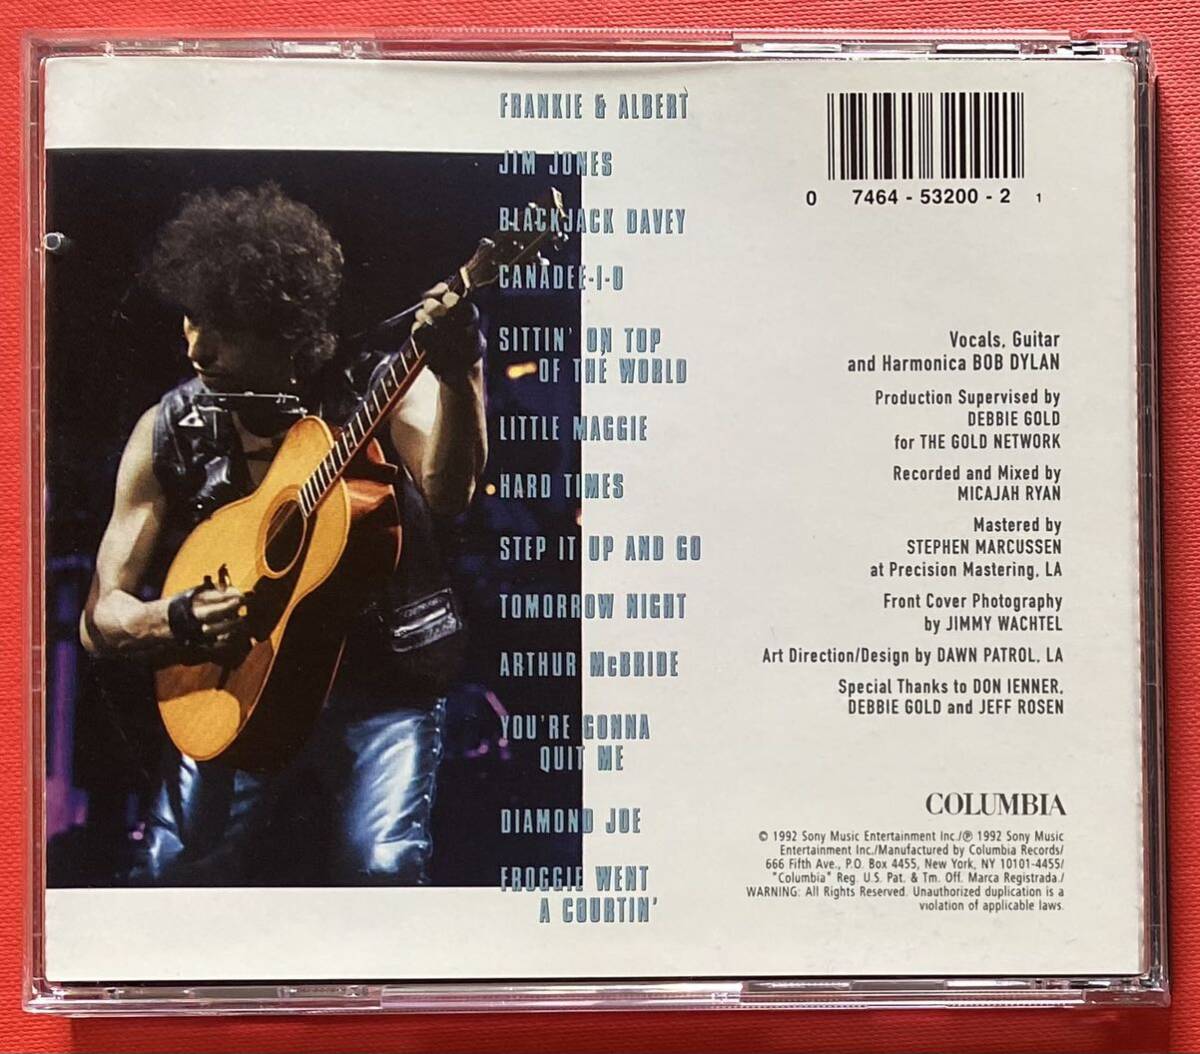 FRANKIE & ALBERT
JIM JONES
BLACKJACK DAVEY
CANADEE-I-O
SITTIN' ON TOP
OF THE WORLD
LITTLE MAGGIE
HARD TIMES
STEP IT UP AND GO
TOMORROW NIGHT
ARTHUR McBRIDE
YOU'RE GONNA
QUIT ME
DIAMOND JOE
FROGGIE WENT
A COURTIN'
0 7464 - 53200 - 2 1
Vocals, Guitar
and Harmonica BOB DYLAN
Production Supervised by
DEBBIE GOLD
for THE GOLD NETWORK
Recorded and Mixed by
MICAJAH RYAN
Mastered by
STEPHEN MARCUSSEN
at Precision Mastering, LA
Front Cover Photography
by JIMMY WACHTEL
Art Direction/Design by DAWN PATROL, LA
Special Thanks to DON IENNER,
DEBBIE GOLD and JEFF ROSEN
COLUMBIA
© 1992 Sony Music Entertainment Inc./℗ 1992 Sony Music
Entertainment Inc./Manufactured by Columbia Records/
666 Fifth Ave., P.O. Box 4455, New York, NY 10101-4455/
"Columbia" Reg. U.S. Pat. & Tm. Off. Marca Registrada./
WARNING: All Rights Reserved. Unauthorized duplication is a
violation of applicable laws.